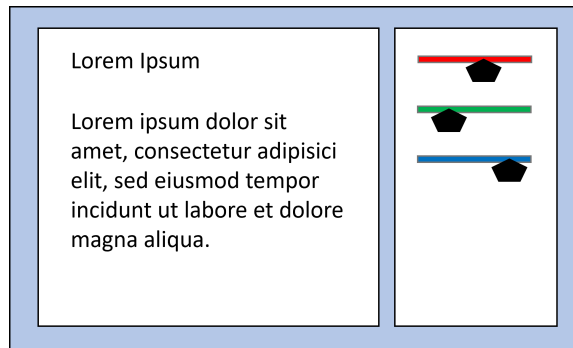 Lorem Ipsum
Lorem ipsum dolor sit
amet, consectetur adipisici
elit, sed eiusmod tempor
incidunt ut labore et dolore
magna aliqua.